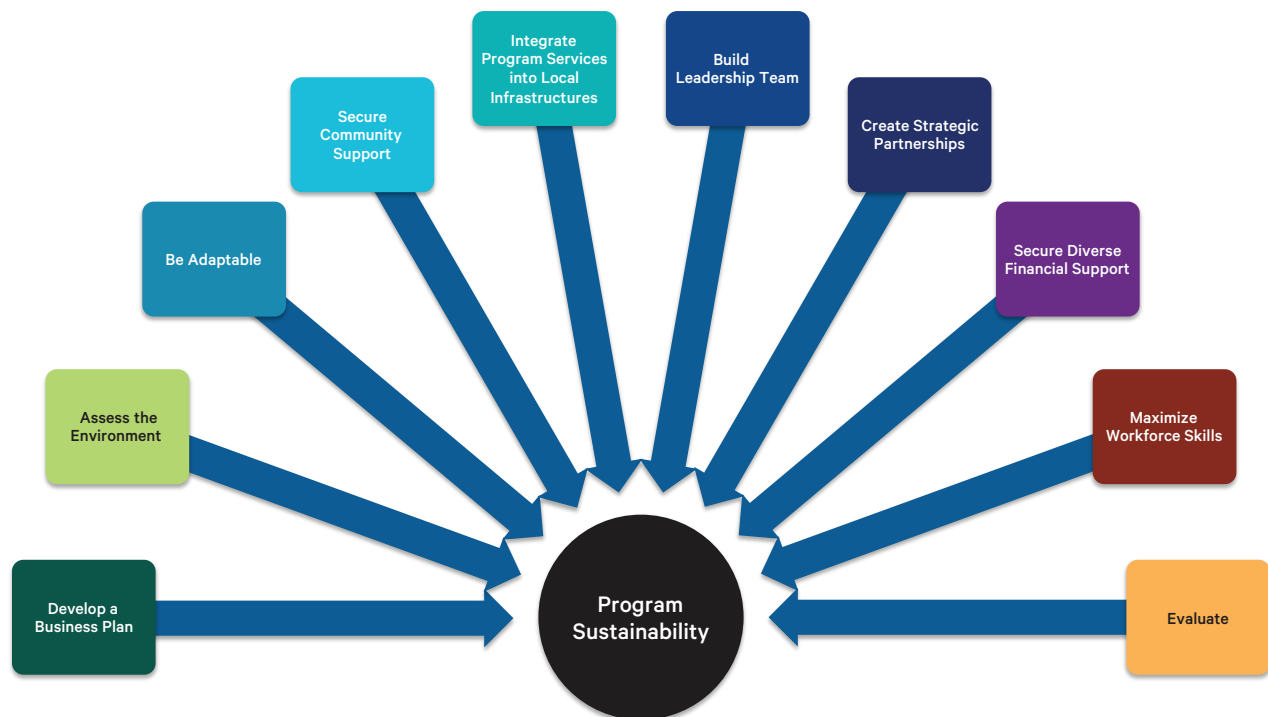 Develop a
Business Plan
Assess the
Environment
Be Adaptable
Secure
Community
Support
Integrate
Program Services
into Local
Infrastructures
Build
Leadership Team
Create Strategic
Partnerships
Secure Diverse
Financial Support
Maximize
Workforce Skills
Evaluate
Program
Sustainability